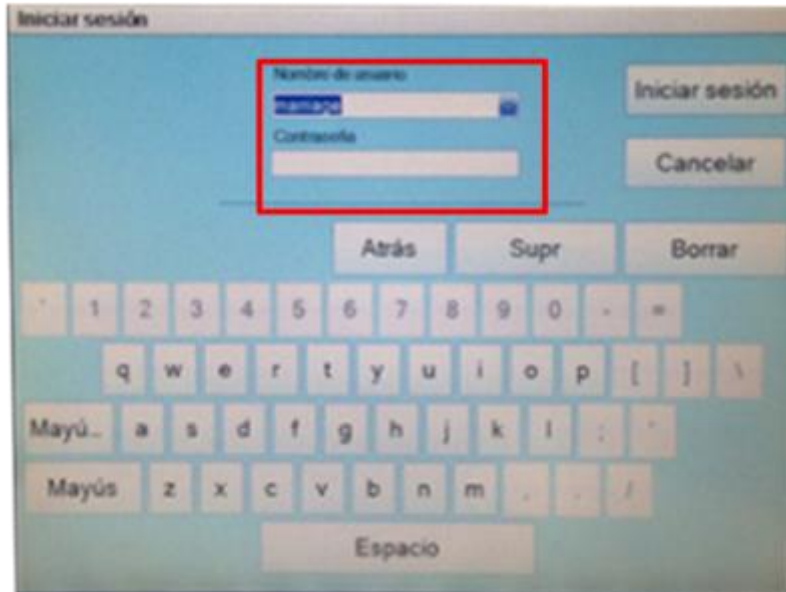 Iniciar sesión
Nombre de usuario
Contraseña
Iniciar sesión
Cancelar
Atrás Supr Borrar
` 1 2 3 4 5 6 7 8 9 0 - =
q w e r t y u i o p [ ] \
Mayú... a s d f g h j k l ; '
Mayús z x c v b n m , . /
Espacio